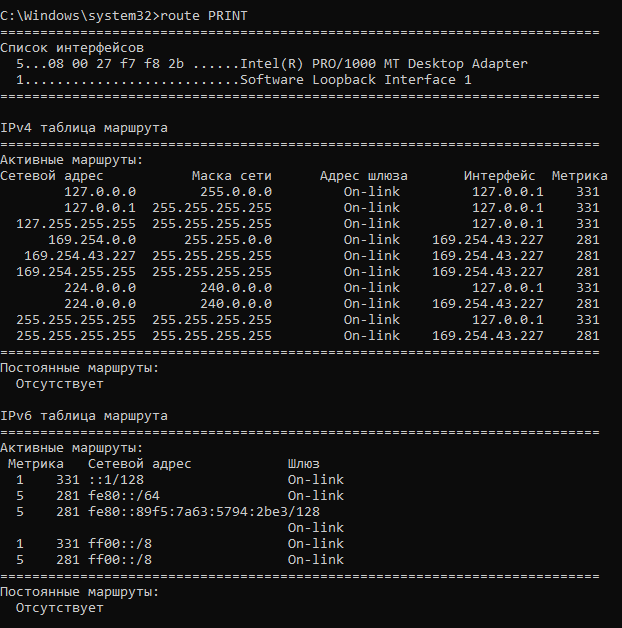 C:\Windows\system32>route PRINT
===========================================================================
Список интерфейсов
  5...08 00 27 f7 f8 2b ......Intel(R) PRO/1000 MT Desktop Adapter
  1...........................Software Loopback Interface 1
===========================================================================

IPv4 таблица маршрута
===========================================================================
Активные маршруты:
Сетевой адрес           Маска сети      Адрес шлюза       Интерфейс  Метрика
        127.0.0.0        255.0.0.0         On-link         127.0.0.1    331
        127.0.0.1  255.255.255.255         On-link         127.0.0.1    331
  127.255.255.255  255.255.255.255         On-link         127.0.0.1    331
      169.254.0.0      255.255.0.0         On-link    169.254.43.227    281
   169.254.43.227  255.255.255.255         On-link    169.254.43.227    281
  169.254.255.255  255.255.255.255         On-link    169.254.43.227    281
        224.0.0.0        240.0.0.0         On-link         127.0.0.1    331
        224.0.0.0        240.0.0.0         On-link    169.254.43.227    281
  255.255.255.255  255.255.255.255         On-link         127.0.0.1    331
  255.255.255.255  255.255.255.255         On-link    169.254.43.227    281
===========================================================================
Постоянные маршруты:
  Отсутствует

IPv6 таблица маршрута
===========================================================================
Активные маршруты:
 Метрика   Сетевой адрес            Шлюз
  1    331 ::1/128                  On-link
  5    281 fe80::/64                On-link
  5    281 fe80::89f5:7a63:5794:2be3/128
                                    On-link
  1    331 ff00::/8                 On-link
  5    281 ff00::/8                 On-link
===========================================================================
Постоянные маршруты:
  Отсутствует